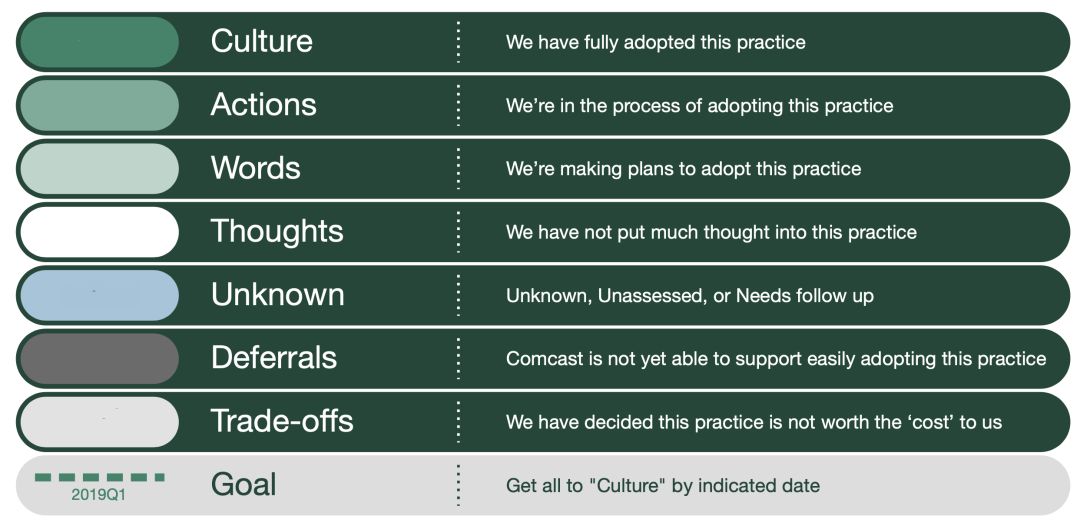 Culture We have fully adopted this practice
Actions We’re in the process of adopting this practice
Words We’re making plans to adopt this practice
Thoughts We have not put much thought into this practice
Unknown Unknown, Unassessed, or Needs follow up
Deferrals Comcast is not yet able to support easily adopting this practice
Trade-offs We have decided this practice is not worth the ‘cost’ to us
2019Q1 Goal Get all to "Culture" by indicated date